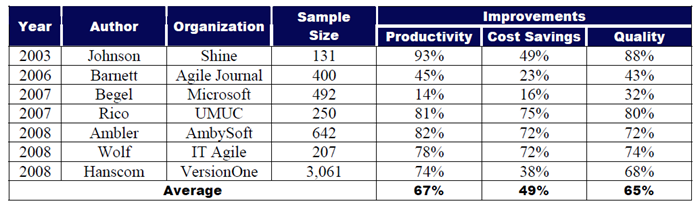 Year Author Organization Sample Size Improvements
Productivity Cost Savings Quality
2003 Johnson Shine 131 93% 49% 88%
2006 Barnett Agile Journal 400 45% 23% 43%
2007 Begel Microsoft 492 14% 16% 32%
2007 Rico UMUC 250 81% 75% 80%
2008 Ambler AmbySoft 642 82% 72% 72%
2008 Wolf IT Agile 207 78% 72% 74%
2008 Hanscom VersionOne 3,061 74% 38% 68%
Average 67% 49% 65%